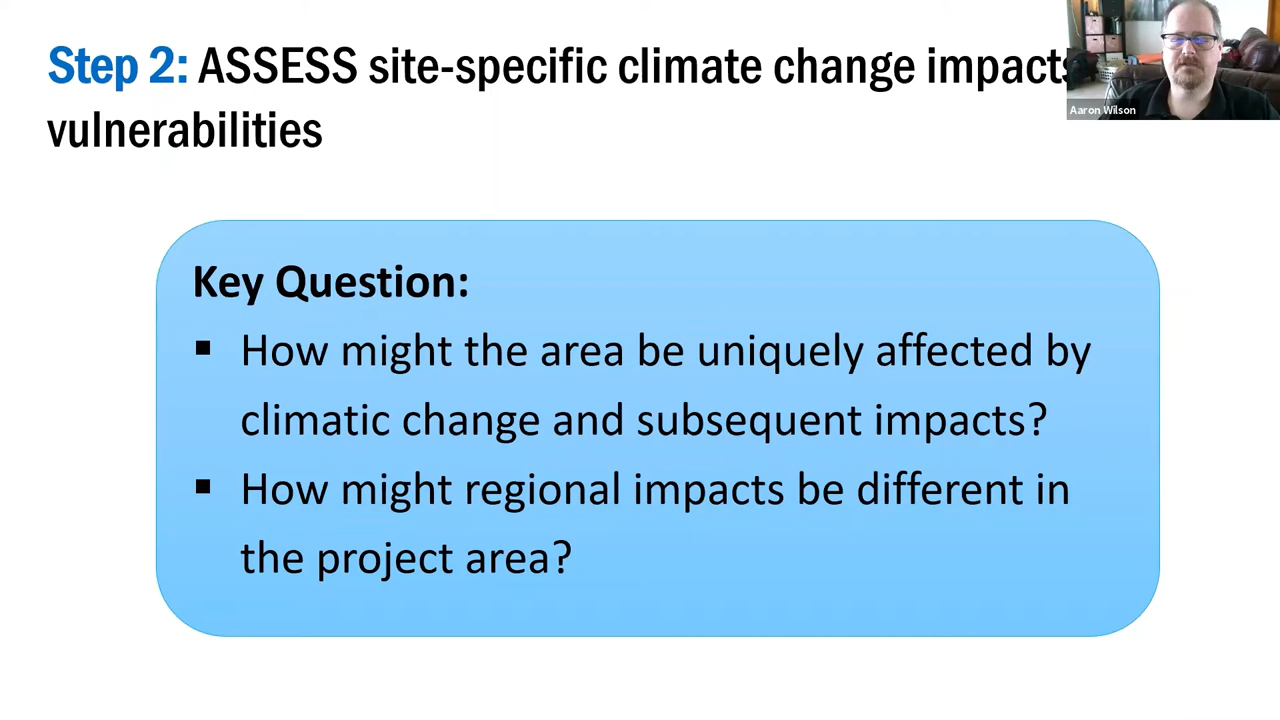 Step 2: ASSESS site-specific climate change impacts
vulnerabilities
Aaron Wilson
Key Question:
▪ How might the area be uniquely affected by
climatic change and subsequent impacts?
▪ How might regional impacts be different in
the project area?